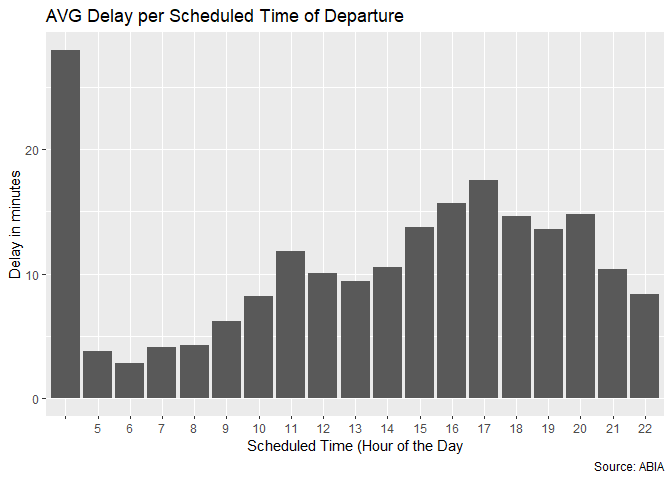 AVG Delay per Scheduled Time of Departure
Delay in minutes
20
10
0
5 6 7 8 9 10 11 12 13 14 15 16 17 18 19 20 21 22
Scheduled Time (Hour of the Day
Source: ABIA